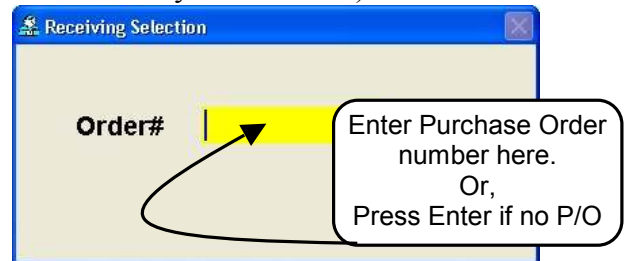 Receiving Selection
Order#
Enter Purchase Order
number here.
Or,
Press Enter if no P/O